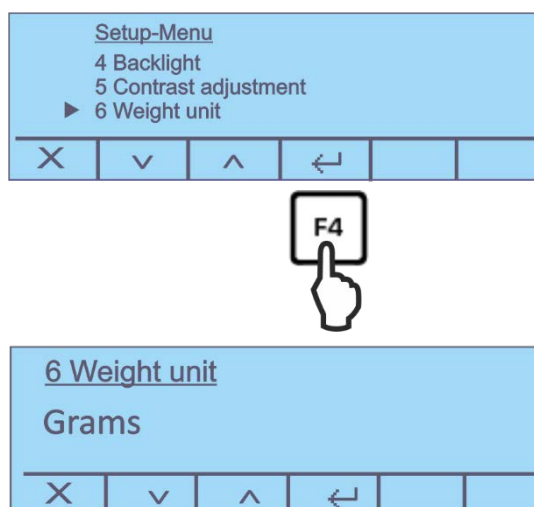 Setup-Menu
4 Backlight
5 Contrast adjustment
6 Weight unit
F4
6 Weight unit
Grams